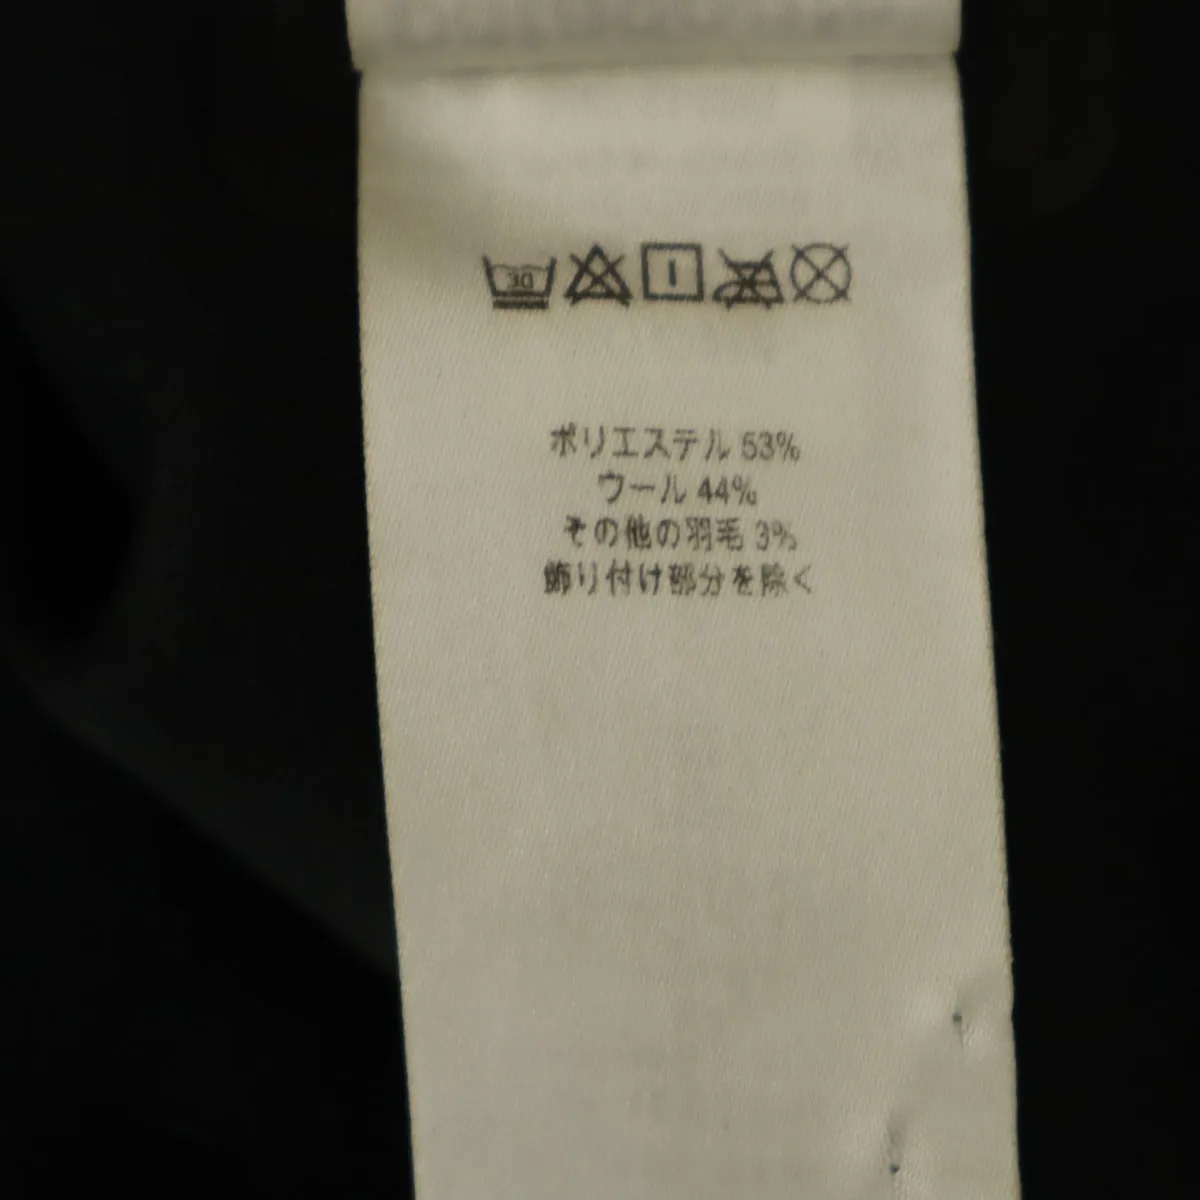 30
ポリエステル 53%
ウール 44%
その他の羽毛 3%
飾り付け部分を除く